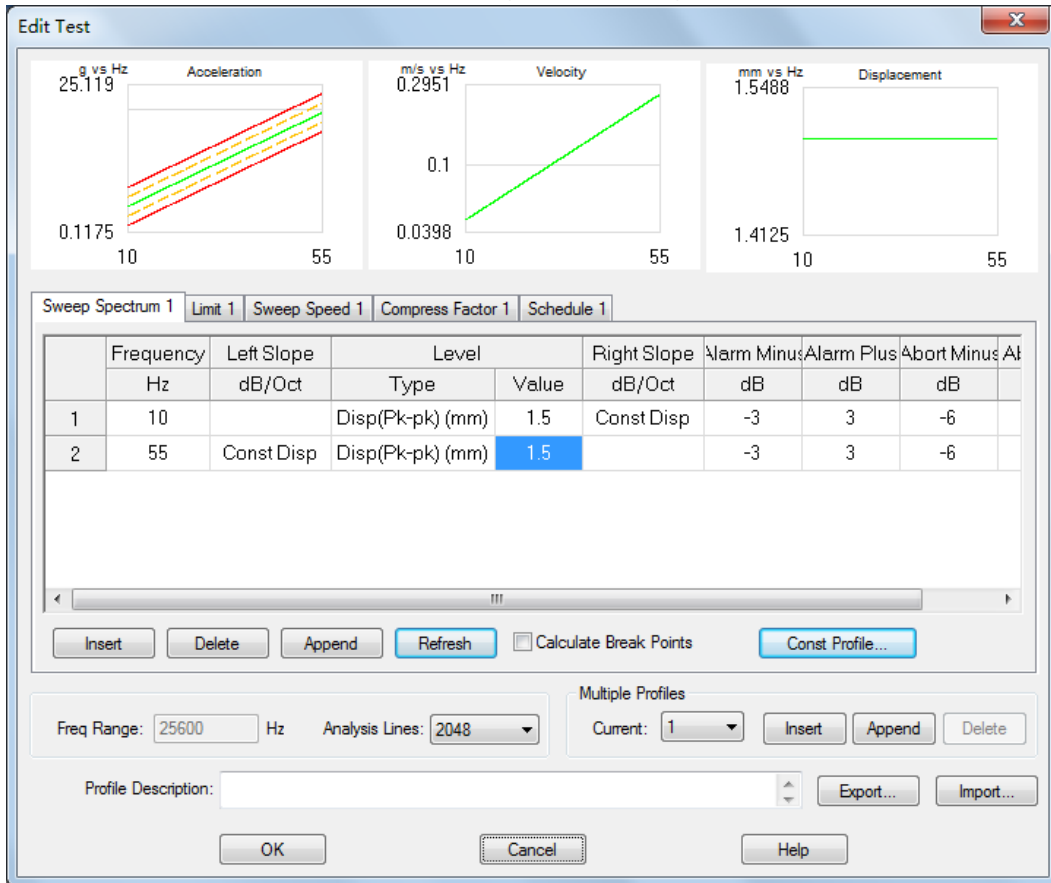 Edit Test
g vs Hz Acceleration
25.119
0.1175
10 55
m/s vs Hz Velocity
0.2951
0.1
0.0398
10 55
mm vs Hz Displacement
1.5488
1.4125
10 55
Sweep Spectrum 1 Limit 1 Sweep Speed 1 Compress Factor 1 Schedule 1
Frequency Left Slope Level Right Slope Alarm Minus Alarm Plus Abort Minus
Hz dB/Oct Type Value dB/Oct dB dB dB
1 10 Disp(Pk-pk) (mm) 1.5 Const Disp -3 3 -6
2 55 Const Disp Disp(Pk-pk) (mm) 1.5 -3 3 -6
Insert Delete Append Refresh Calculate Break Points Const Profile...
Multiple Profiles
Freq Range: 25600 Hz Analysis Lines: 2048 Current: 1 Insert Append Delete
Profile Description: Export... Import...
OK Cancel Help